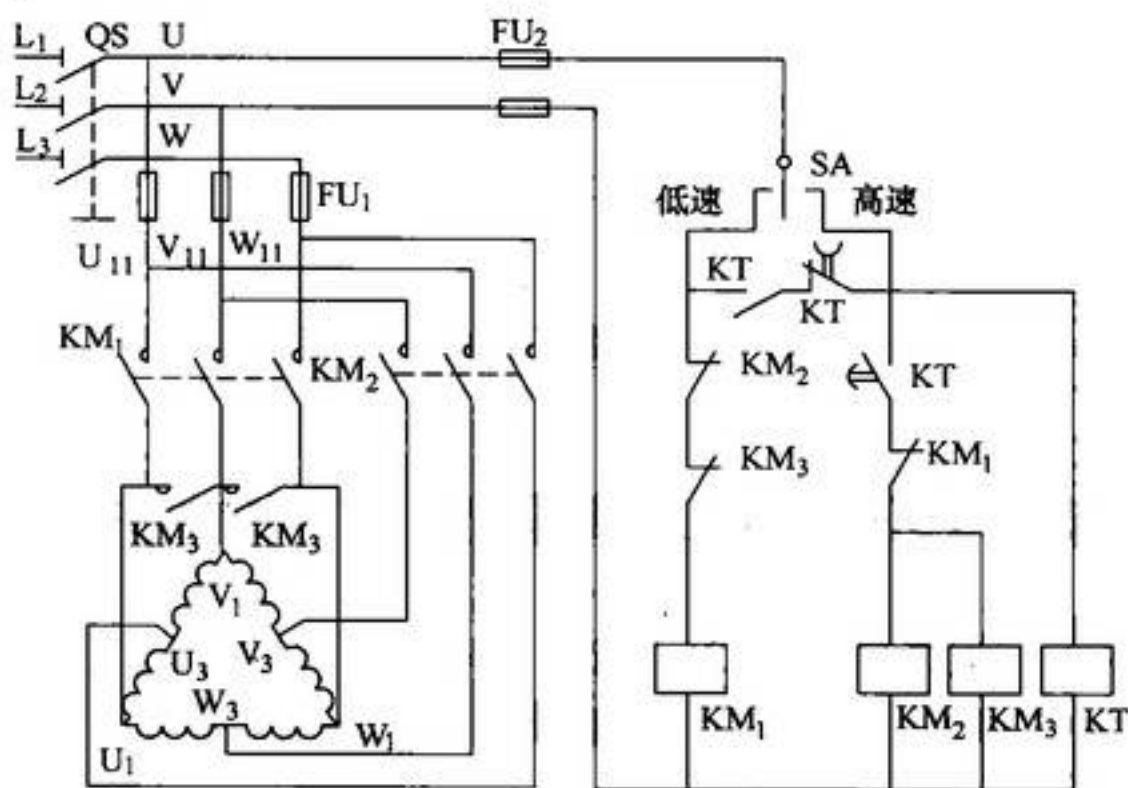 L₁ QS U FU₂
L₂ V
L₃ W
SA
FU₁
低速 高速
U₁₁ V₁₁ W₁₁
KT
KT
KM₁ KM₂ KM₂ KT
KM₃ KM₁
KM₃ KM₃
V₁
U₃ V₃
W₃
W₁
KM₁ KM₂ KM₃ KT
U₁